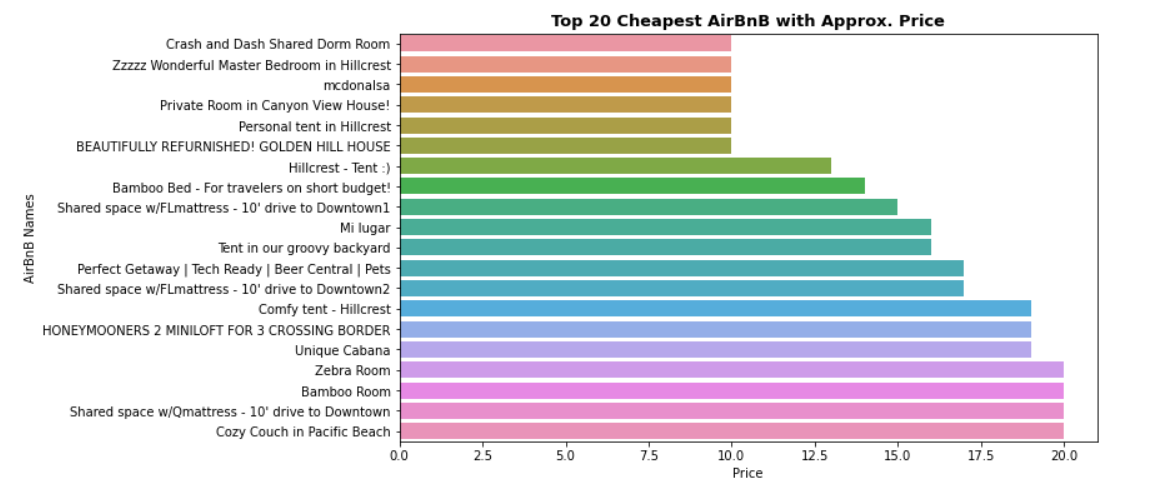 Top 20 Cheapest AirBnB with Approx. Price
AirBnB Names
Crash and Dash Shared Dorm Room
Zzzzz Wonderful Master Bedroom in Hillcrest
mcdonalsa
Private Room in Canyon View House!
Personal tent in Hillcrest
BEAUTIFULLY REFURNISHED! GOLDEN HILL HOUSE
Hillcrest - Tent :)
Bamboo Bed - For travelers on short budget!
Shared space w/FLmattress - 10' drive to Downtown1
Mi lugar
Tent in our groovy backyard
Perfect Getaway | Tech Ready | Beer Central | Pets
Shared space w/FLmattress - 10' drive to Downtown2
Comfy tent - Hillcrest
HONEYMOONERS 2 MINILOFT FOR 3 CROSSING BORDER
Unique Cabana
Zebra Room
Bamboo Room
Shared space w/Qmattress - 10' drive to Downtown
Cozy Couch in Pacific Beach
0.0 2.5 5.0 7.5 10.0 12.5 15.0 17.5 20.0
Price